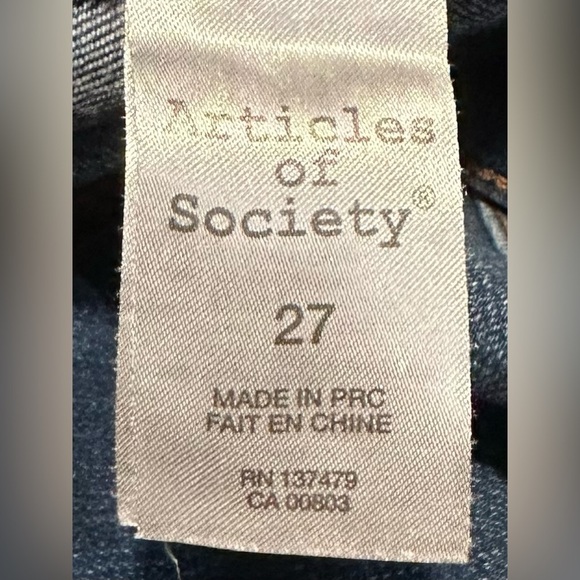 Articles
of
Society®
27
MADE IN PRC
FAIT EN CHINE
RN 137479
CA 00803